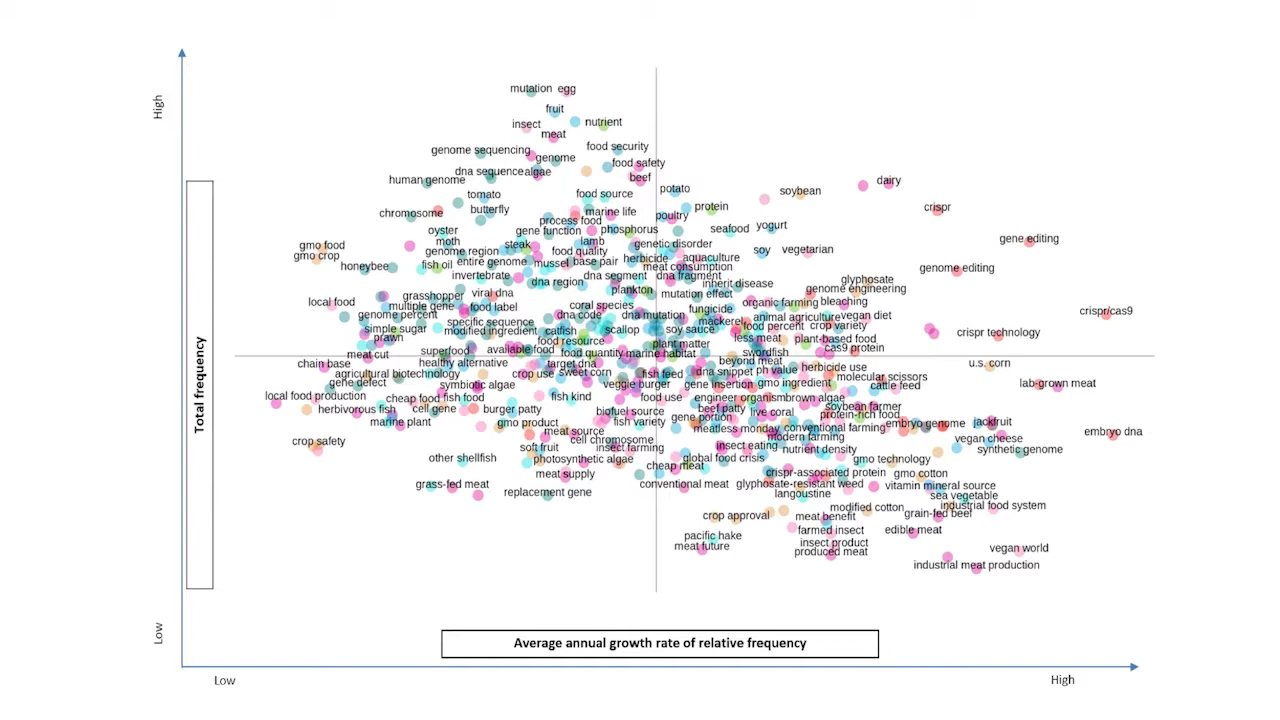 High
mutation egg
fruit
insect
nutrient
meat
food security
genome sequencing
genome
food safety
dna sequence
algae
beef
human genome
dairy
potato
soybean
tomato
food source
protein
crispr
butterfly
chromosome
marine life
poultry
process food
yogurt
oyster
gene function
phosphorus
seafood
gene editing
moth
steak
lamb
genetic disorder
gmo food
genome region
food quality
soy
vegetarian
gmo crop
entire genome
mussel
base pair
herbicide
aquaculture
honeybee
fish oil
meat consumption
genome editing
invertebrate
dna region
dna segment
dna fragment
glyphosate
inherit disease
genome engineering
plankton
viral dna
grasshopper
mutation effect
local food
multiple gene
food label
coral species
fungicide
organic farming
bleaching
crispr/cas9
genome percent
dna code
dna mutation
animal agriculture
vegan diet
specific sequence
mackerel
simple sugar
modified ingredient
catfish
scallop
soy sauce
food percent
crop variety
crispr technology
prawn
food resource
less meat
plant-based food
plant matter
superfood
available food
food quantity
marine habitat
swordfish
cas9 protein
meat cut
chain base
healthy alternative
target dna
beyond meat
u.s. corn
agricultural biotechnology
crop use
sweet corn
fish feed
dna snippet
ph value
herbicide use
gene defect
symbiotic algae
veggie burger
gene insertion
gmo ingredient
molecular scissors
cattle feed
lab-grown meat
local food production
cheap food
fish food
fish kind
food use
engineer organism
brown algae
herbivorous fish
cell gene
burger patty
biofuel source
beef patty
live coral
soybean farmer
protein-rich food
marine plant
gmo product
fish variety
gene portion
embryo genome
jackfruit
meat source
meatless monday
conventional farming
embryo dna
crop safety
cell chromosome
modern farming
vegan cheese
soft fruit
insect farming
insect eating
nutrient density
synthetic genome
other shellfish
photosynthetic algae
global food crisis
gmo technology
cheap meat
meat supply
crispr-associated protein
gmo cotton
grass-fed meat
conventional meat
glyphosate-resistant weed
vitamin mineral source
replacement gene
langoustine
sea vegetable
modified cotton
industrial food system
crop approval
meat benefit
grain-fed beef
pacific hake
farmed insect
edible meat
meat future
insect product
produced meat
vegan world
industrial meat production
Total frequency
Low
Average annual growth rate of relative frequency
Low
High